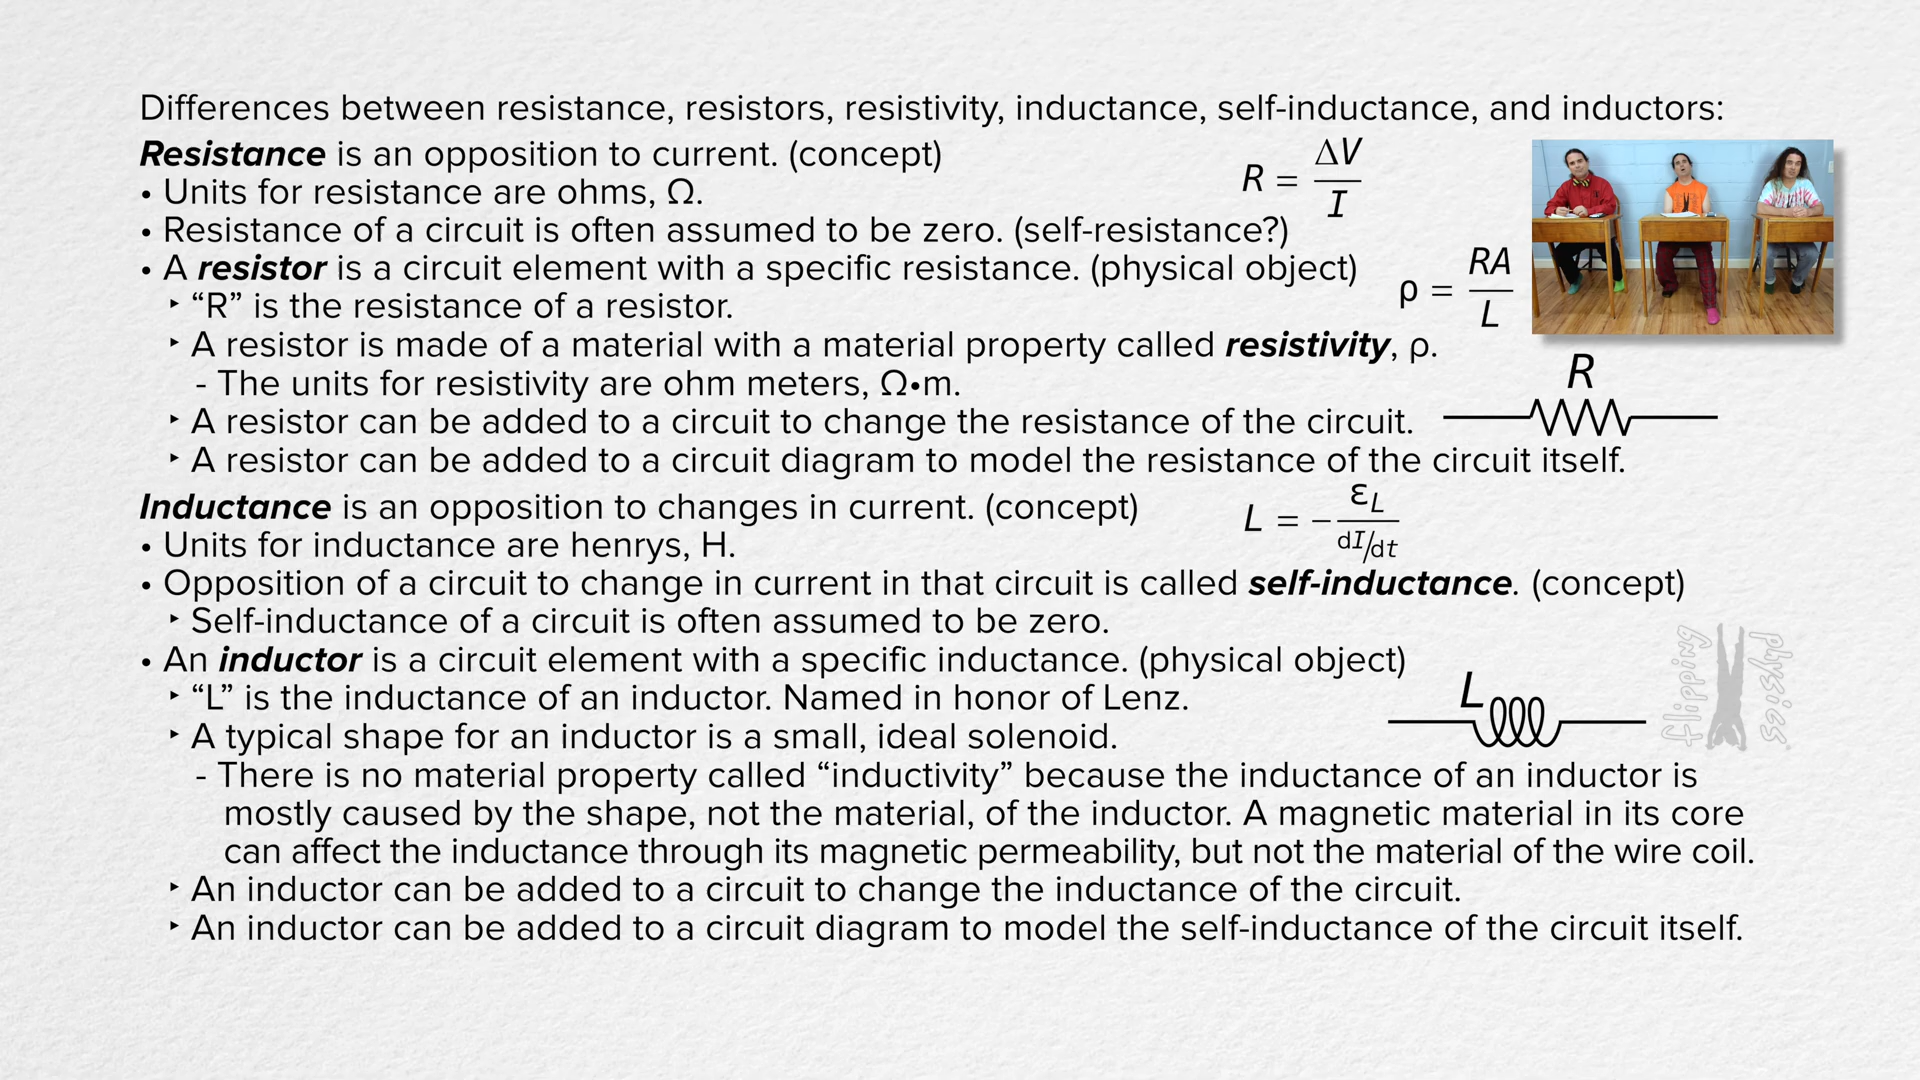 Differences between resistance, resistors, resistivity, inductance, self-inductance, and inductors:
Resistance is an opposition to current. (concept)
R = ΔV / I
• Units for resistance are ohms, Ω.
• Resistance of a circuit is often assumed to be zero. (self-resistance?)
• A resistor is a circuit element with a specific resistance. (physical object)
ρ = RA / L
‣ “R” is the resistance of a resistor.
‣ A resistor is made of a material with a material property called resistivity, ρ.
- The units for resistivity are ohm meters, Ω•m.
R
‣ A resistor can be added to a circuit to change the resistance of the circuit.
‣ A resistor can be added to a circuit diagram to model the resistance of the circuit itself.
Inductance is an opposition to changes in current. (concept)
L = − εL / dI/dt
• Units for inductance are henrys, H.
• Opposition of a circuit to change in current in that circuit is called self-inductance. (concept)
‣ Self-inductance of a circuit is often assumed to be zero.
• An inductor is a circuit element with a specific inductance. (physical object)
‣ “L” is the inductance of an inductor. Named in honor of Lenz.
L
flipping physics
‣ A typical shape for an inductor is a small, ideal solenoid.
- There is no material property called “inductivity” because the inductance of an inductor is
mostly caused by the shape, not the material, of the inductor. A magnetic material in its core
can affect the inductance through its magnetic permeability, but not the material of the wire coil.
‣ An inductor can be added to a circuit to change the inductance of the circuit.
‣ An inductor can be added to a circuit diagram to model the self-inductance of the circuit itself.